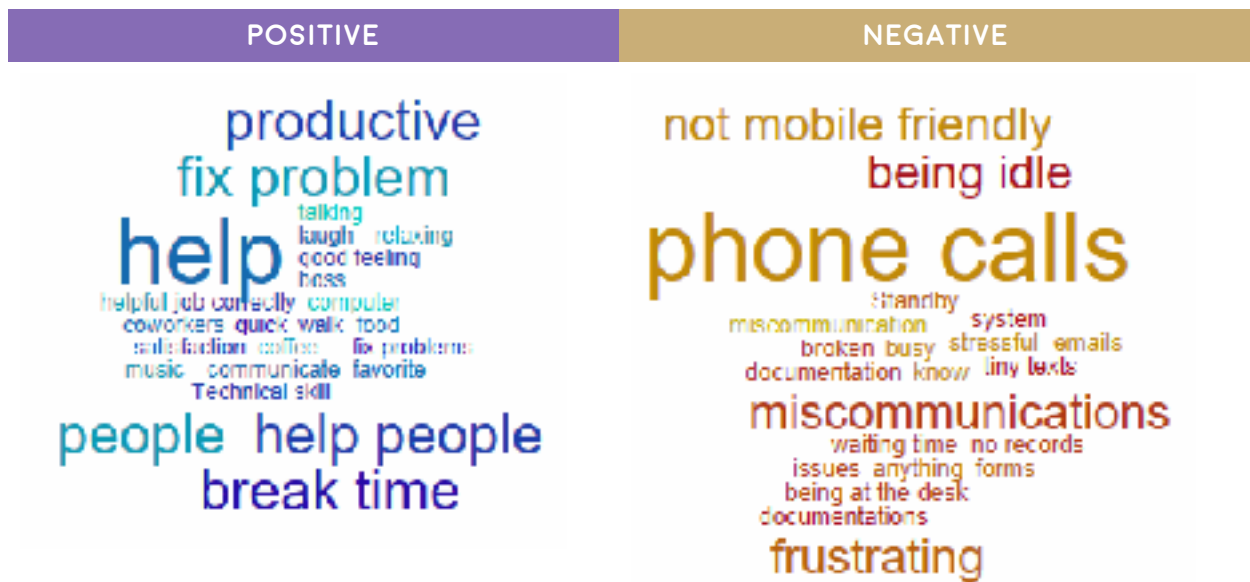 POSITIVE
NEGATIVE
productive
fix problem
talking
help
laugh relaxing
good feeling
boss
helpful job correctly computer
coworkers quick walk food
satisfaction coffee fix problems
music communicate favorite
Technical skill
people help people
break time
not mobile friendly
being idle
phone calls
Standby
miscommunication system
broken busy stressful emails
documentation know tiny texts
miscommunications
waiting time no records
issues anything forms
being at the desk
documentations
frustrating